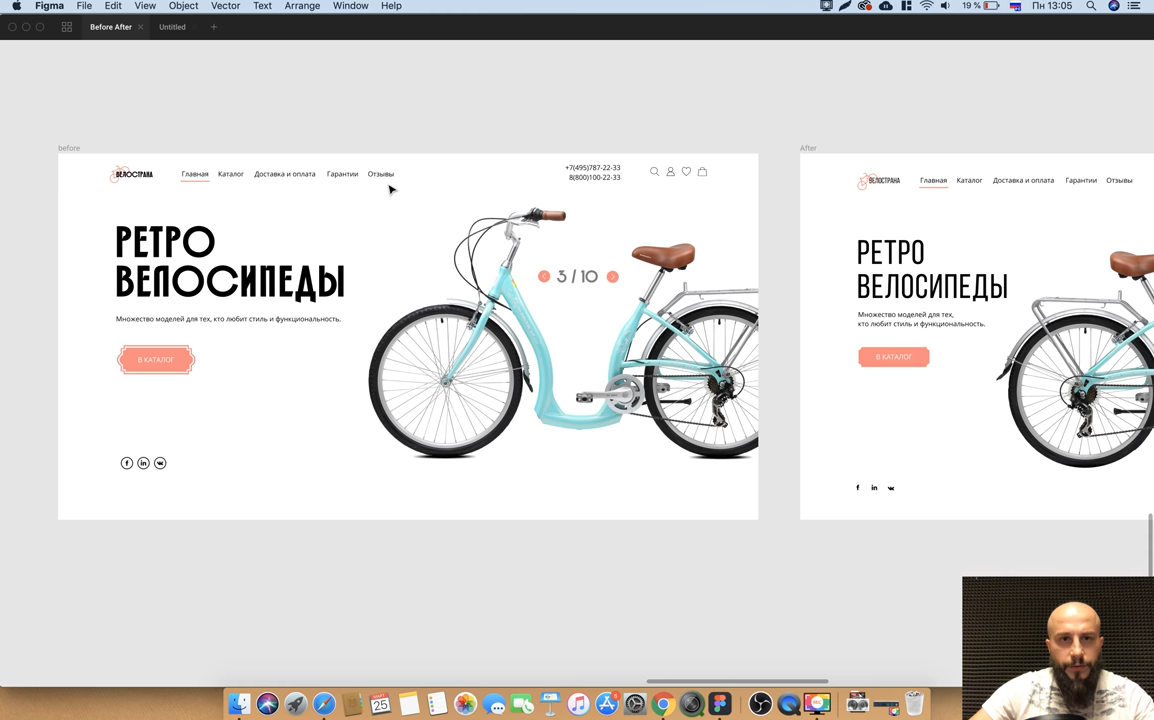 Figma File Edit View Object Vector Text Arrange Window Help 19 % Пн 13:05
Before After Untitled
before
After
ВЕЛОСТРАНА Главная Каталог Доставка и оплата Гарантии Отзывы
+7(495)787-22-33
8(800)100-22-33
РЕТРО
ВЕЛОСИПЕДЫ
Множество моделей для тех, кто любит стиль и функциональность.
В КАТАЛОГ
3 / 10
f in
ВЕЛОСТРАНА Главная Каталог Доставка и оплата Гарантии Отзывы
РЕТРО
ВЕЛОСИПЕДЫ
Множество моделей для тех,
кто любит стиль и функциональность.
В КАТАЛОГ
f in
25